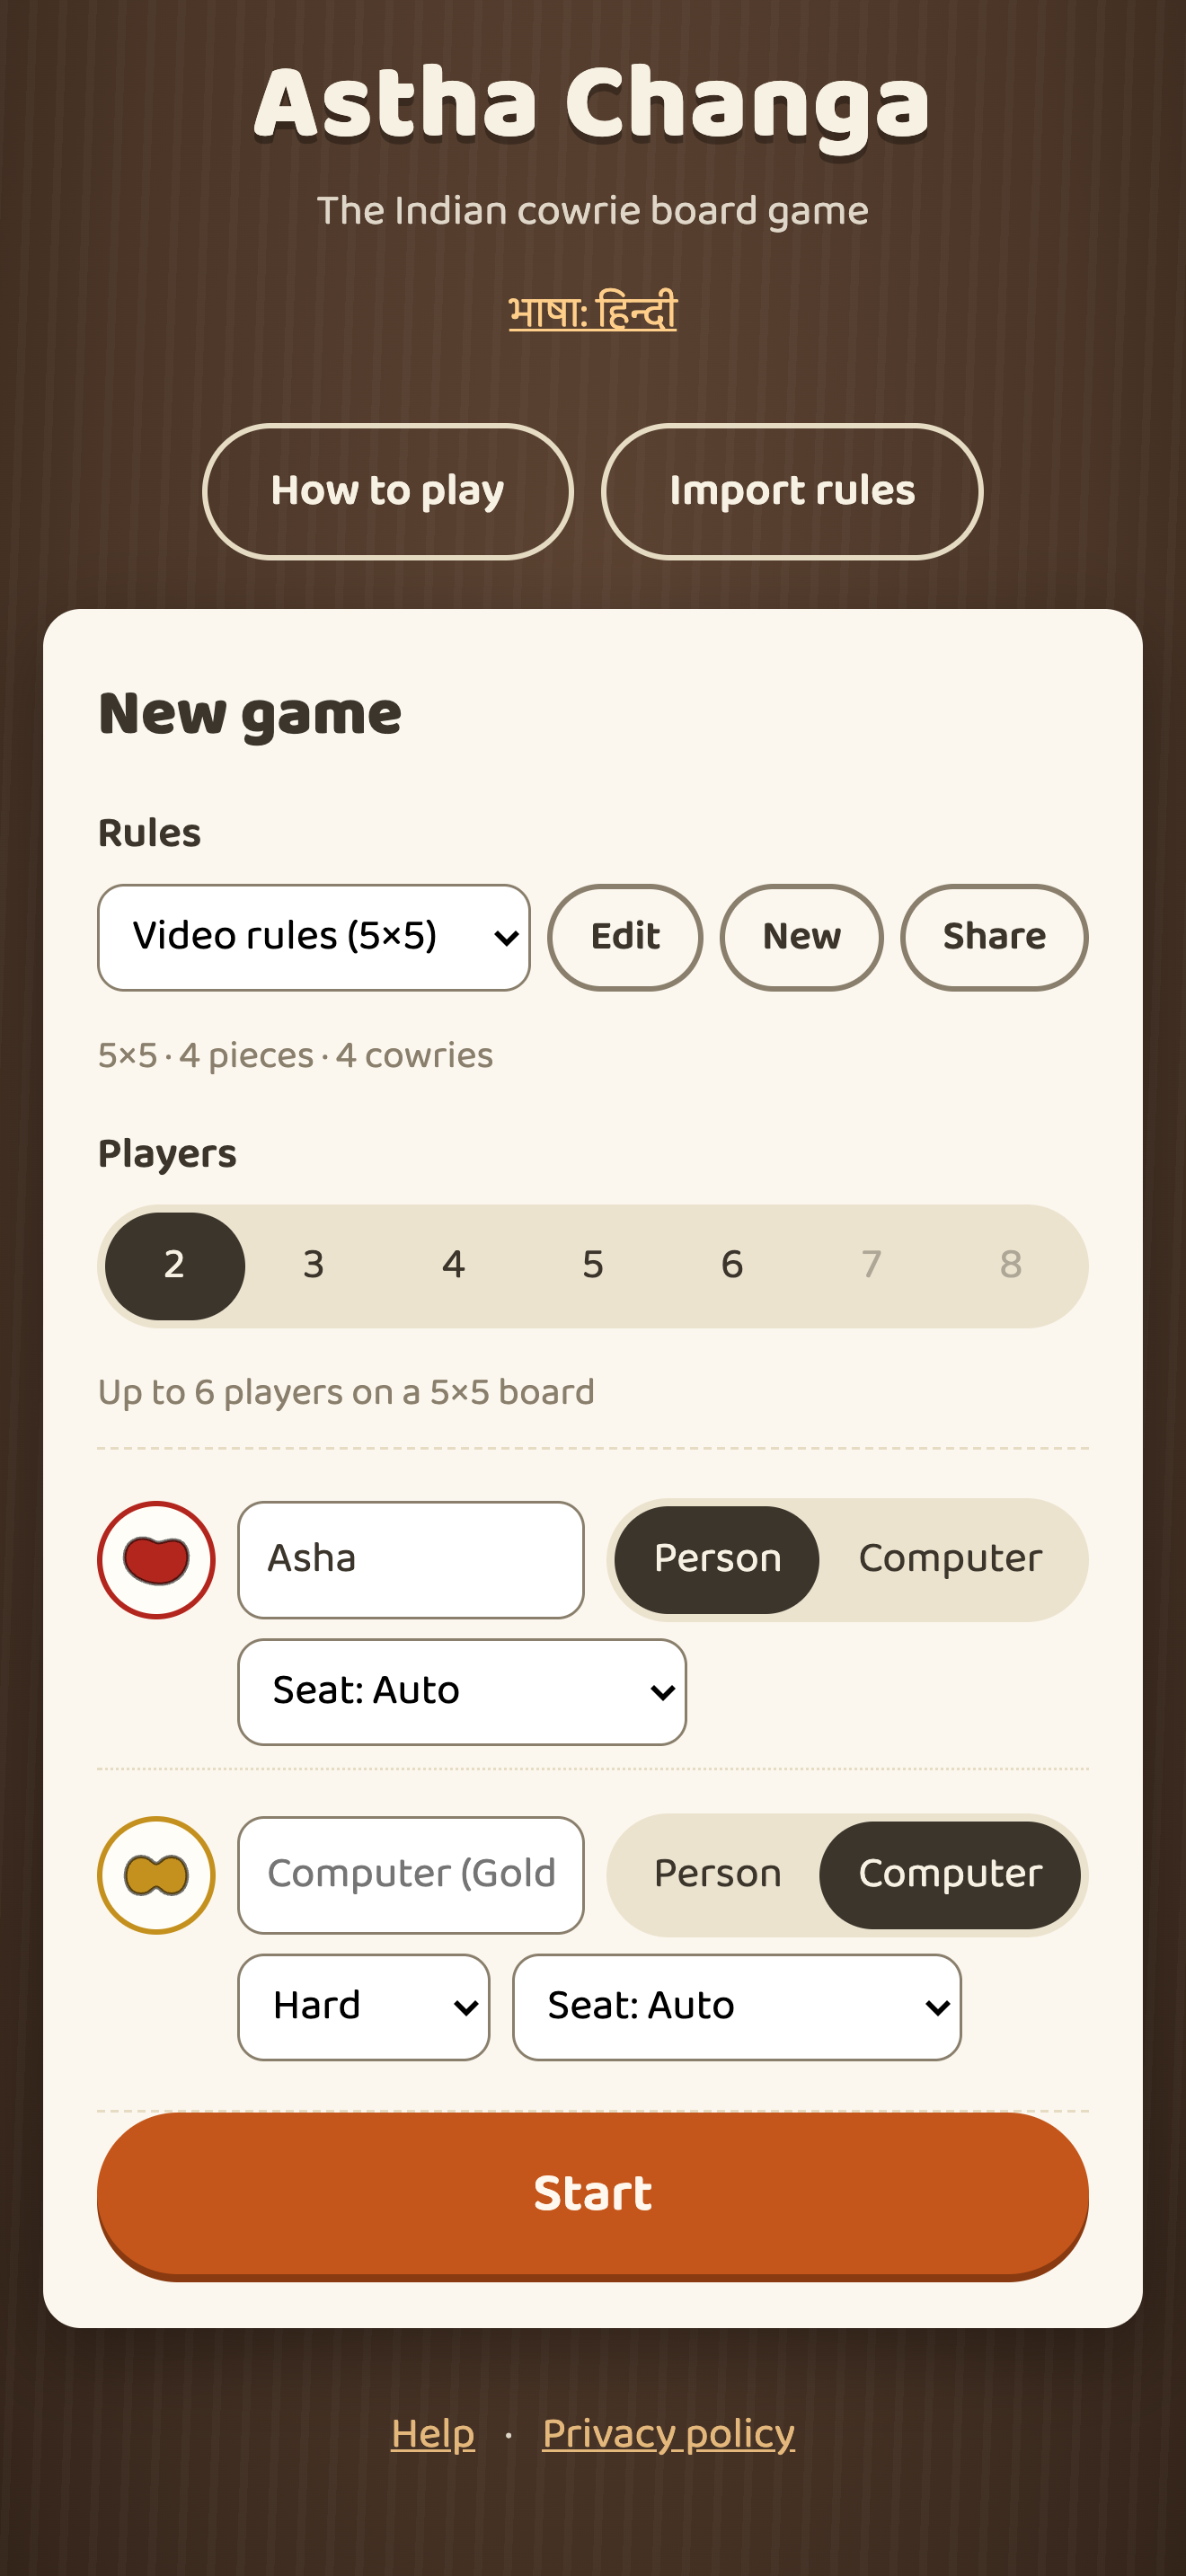 Astha Changa
The Indian cowrie board game
भाषा: हिन्दी
How to play
Import rules
New game
Rules
Video rules (5×5)
Edit
New
Share
5×5 · 4 pieces · 4 cowries
Players
2 3 4 5 6 7 8
Up to 6 players on a 5×5 board
Asha
Person
Computer
Seat: Auto
Computer (Gold
Person
Computer
Hard
Seat: Auto
Start
Help · Privacy policy